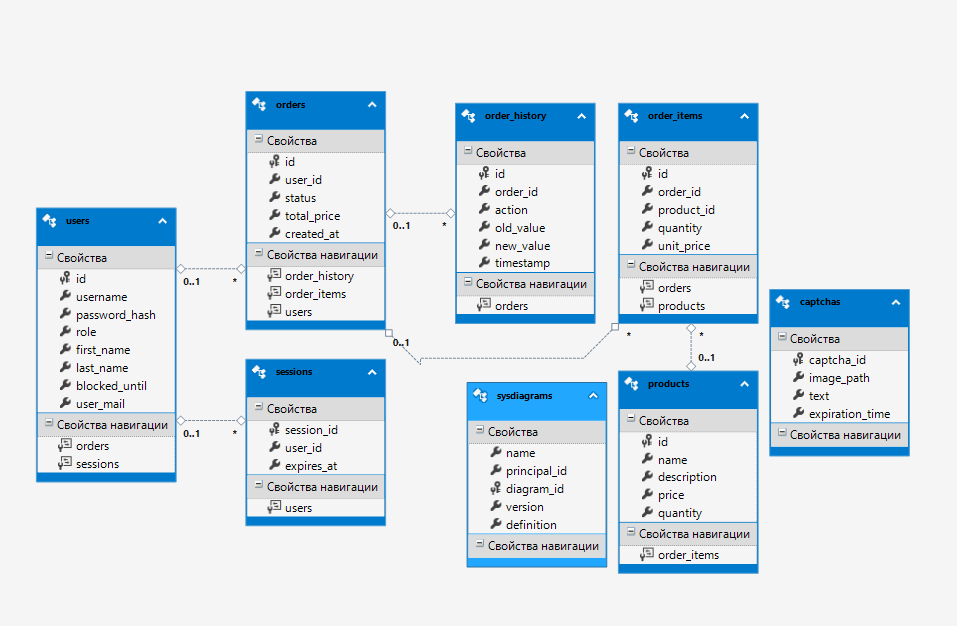 users
Свойства
id
username
password_hash
role
first_name
last_name
blocked_until
user_mail
Свойства навигации
orders
sessions
0..1
*
0..1
*
orders
Свойства
id
user_id
status
total_price
created_at
Свойства навигации
order_history
order_items
users
0..1
*
0..1
*
sessions
Свойства
session_id
user_id
expires_at
Свойства навигации
users
order_history
Свойства
id
order_id
action
old_value
new_value
timestamp
Свойства навигации
orders
order_items
Свойства
id
order_id
product_id
quantity
unit_price
Свойства навигации
orders
products
*
0..1
sysdiagrams
Свойства
name
principal_id
diagram_id
version
definition
Свойства навигации
products
Свойства
id
name
description
price
quantity
Свойства навигации
order_items
captchas
Свойства
captcha_id
image_path
text
expiration_time
Свойства навигации